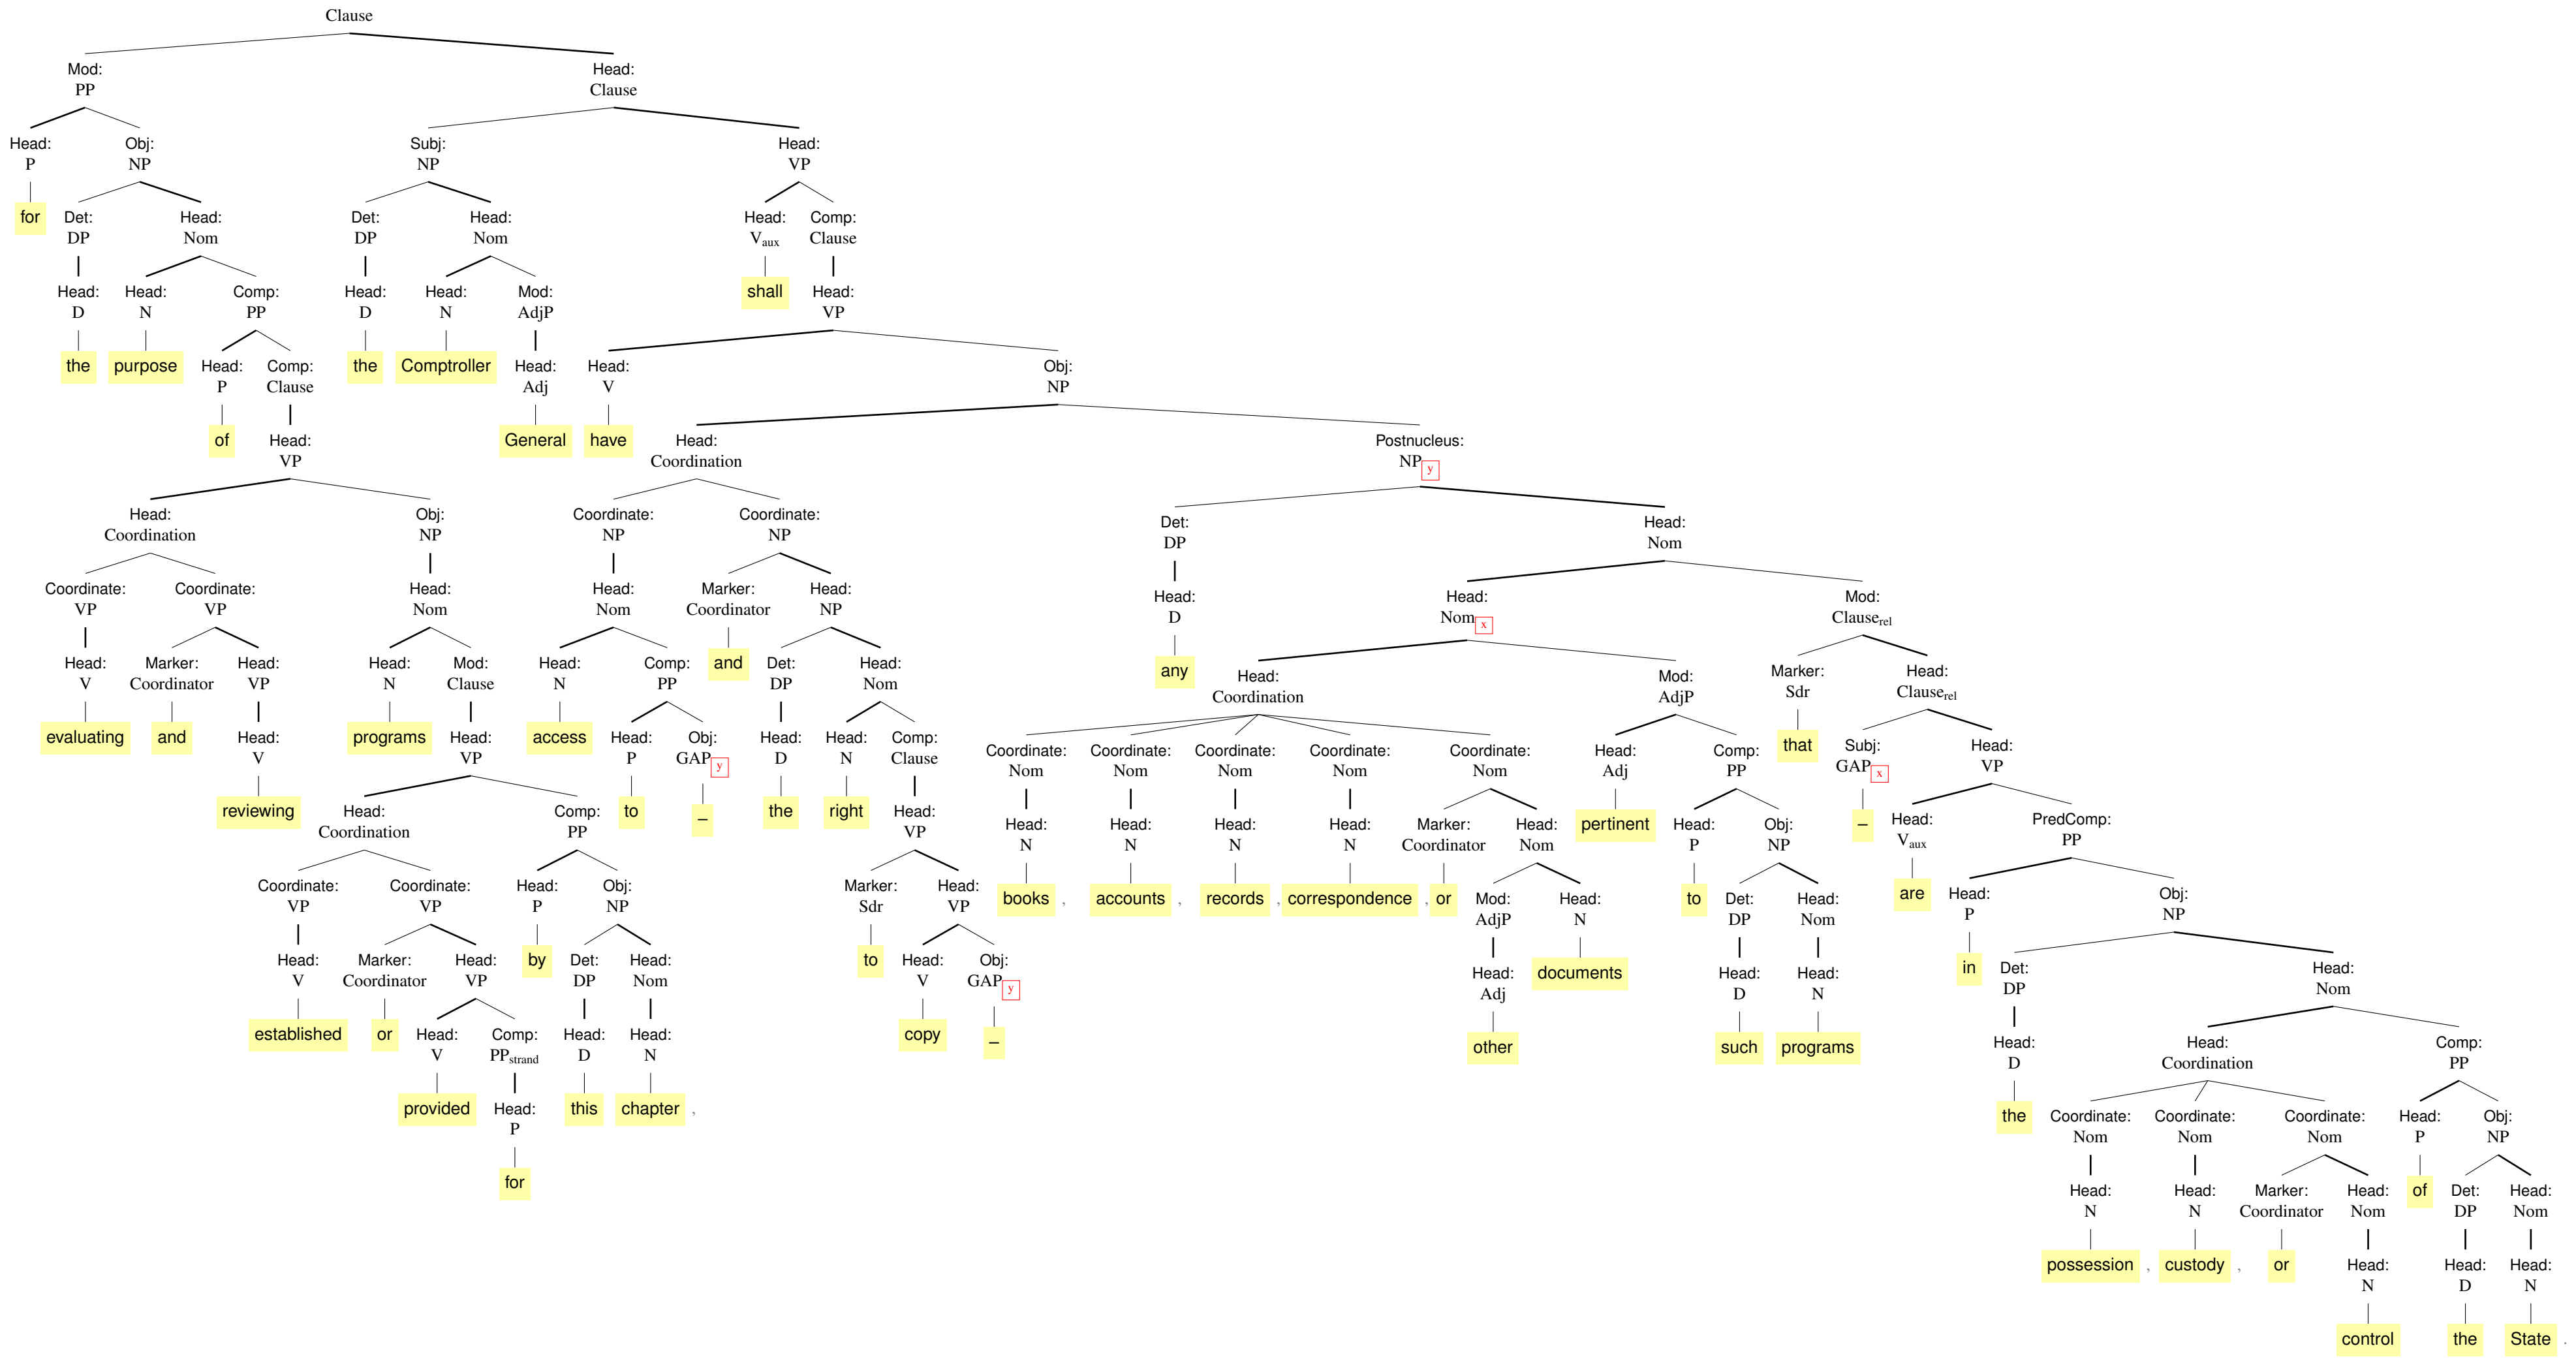 Clause
Mod: Head:
PP Clause
Head: Obj: Subj: Head:
P NP NP VP
for Det: Head: Det: Head: Head: Comp:
DP Nom DP Nom Vaux Clause
Head: Head: Comp: Head: Head: Mod: shall Head:
D N PP D N AdjP VP
the purpose Head: Comp: the Comptroller Head: Head: Obj:
P Clause Adj V NP
of Head: General have Head: Postnucleus:
VP Coordination NP y
Head: Obj: Coordinate: Coordinate: Det: Head:
Coordination NP NP NP DP Nom
Coordinate: Coordinate: Head: Head: Marker: Head: Head: Head: Mod:
VP VP Nom Nom Coordinator NP D Nom x Clauserel
Head: Marker: Head: Head: Mod: Head: Comp: and Det: Head: any Head: Mod: Marker: Head:
V Coordinator VP N Clause N PP DP Nom Coordination AdjP Sdr Clauserel
evaluating and Head: programs Head: access Head: Obj: Head: Head: Comp: Coordinate: Coordinate: Coordinate: Coordinate: Coordinate: Head: Comp: that Subj: Head:
V VP P GAP y D N Clause Nom Nom Nom Nom Nom Adj PP GAP x VP
reviewing Head: Comp: to – the right Head: Head: Head: Head: Head: Marker: Head: pertinent Head: Obj: – Head: PredComp:
Coordination PP VP N N N N Coordinator Nom P NP Vaux PP
Coordinate: Coordinate: Head: Obj: Marker: Head: books , accounts , records , correspondence , or Mod: Head: to Det: Head: are Head: Obj:
VP VP P NP Sdr VP AdjP N DP Nom P NP
Head: Marker: Head: by Det: Head: to Head: Obj: Head: documents Head: Head: in Det: Head:
V Coordinator VP DP Nom V GAP y Adj D N DP Nom
established or Head: Comp: Head: Head: copy – other such programs Head: Head: Comp:
V PPstrand D N D Coordination PP
provided Head: this chapter , the Coordinate: Coordinate: Coordinate: Head: Obj:
P Nom Nom Nom P NP
for Head: Head: Marker: Head: of Det: Head:
N N Coordinator Nom DP Nom
possession , custody , or Head: Head: Head:
N D N
control the State .